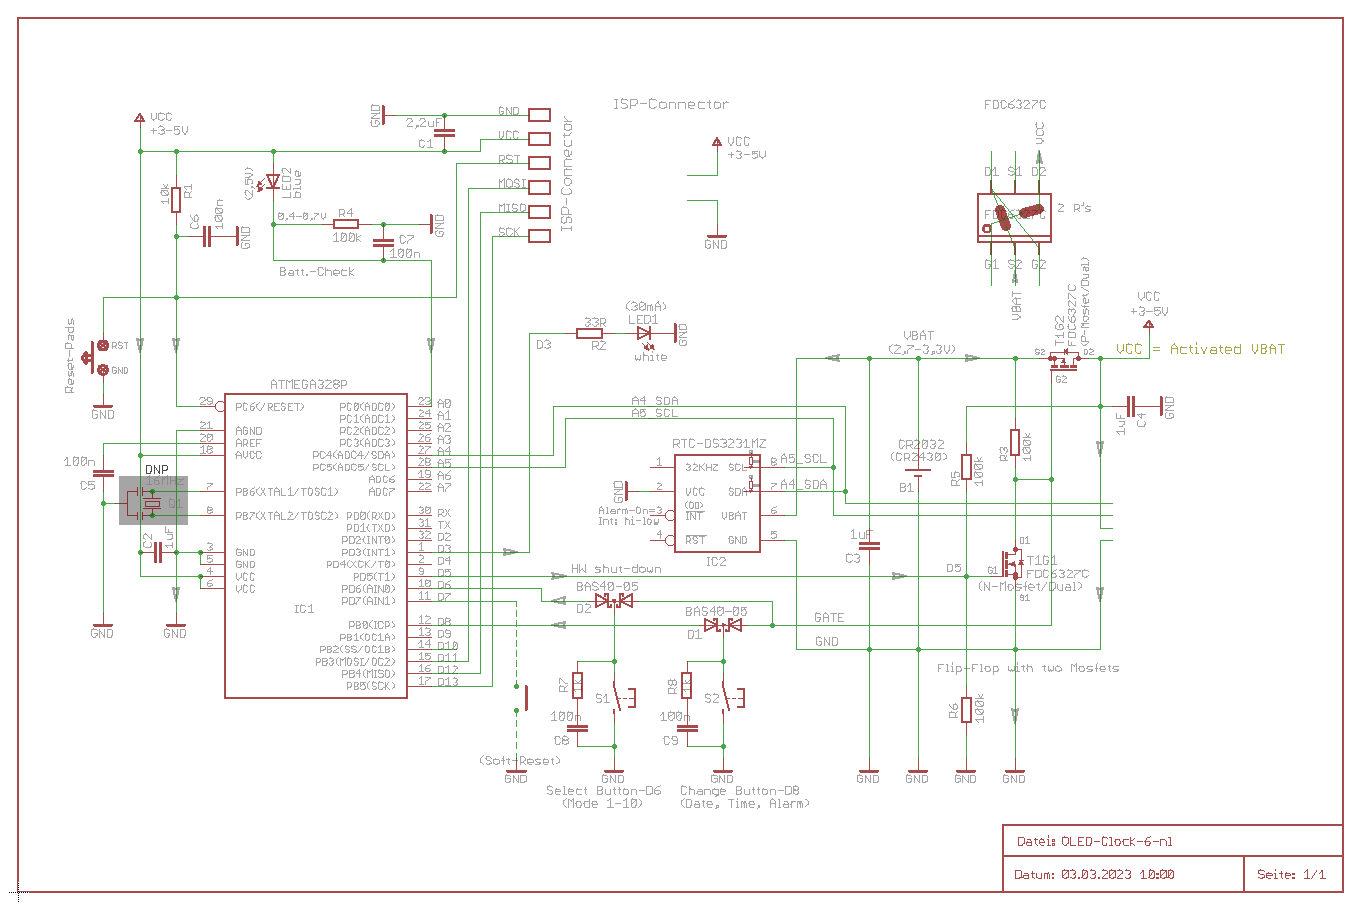 ISP-Connector
FDC6327C
VCC
+3-5V
GND
2,2uF
C1
GND
VCC
RST
MOSI
MISO
SCK
ISP-Connector
VCC
+3-5V
GND
VCC
D1 S1 D2
FDC6327C
2 R's
G1 S2 G2
VBAT
10k
R1
C6
100n
GND
(2,5V)
LED2
blue
0,4-0,7V
R4
100k
C7
100n
GND
Batt.-Check
Reset-Pads
RST
GND
GND
D3
33R
R2
(30mA)
LED1
white
GND
VBAT
(2,7-3,3V)
T1G2
FDC6327C
(P-Mosfet/Dual)
G2
D2
G2
VCC
+3-5V
VCC = Activated VBAT
1uF
C4
GND
ATMEGA328P
29 PC6(/RESET)
21 AGND
20 AREF
18 AVCC
7 PB6(XTAL1/TOSC1)
8 PB7(XTAL2/TOSC2)
3 GND
5 GND
4 VCC
6 VCC
IC1
PC0(ADC0) 23 A0
PC1(ADC1) 24 A1
PC2(ADC2) 25 A2
PC3(ADC3) 26 A3
PC4(ADC4/SDA) 27 A4
PC5(ADC5/SCL) 28 A5
ADC6 19 A6
ADC7 22 A7
PD0(RXD) 30 RX
PD1(TXD) 31 TX
PD2(INT0) 32 D2
PD3(INT1) 1 D3
PD4(XCK/T0) 2 D4
PD5(T1) 9 D5
PD6(AIN0) 10 D6
PD7(AIN1) 11 D7
PB0(ICP) 12 D8
PB1(OC1A) 13 D9
PB2(SS/OC1B) 14 D10
PB3(MOSI/OC2) 15 D11
PB4(MISO) 16 D12
PB5(SCK) 17 D13
100n
C5
DNP
16MHz
Q1
C2
1uF
GND
GND
A4_SDA
A5_SCL
RTC-DS3231MZ
1 32KHZ SCL 8 A5_SCL
2 VCC SDA 7 A4_SDA
(OD)
3 INT VBAT 6
4 RST GND 5
GND
Alarm-On=
Int: hi-low
IC2
CR2032
(CR2430)
B1
R5
100k
R3
100k
1uF
C3
HW shut-down
D5
D1
G1
T1G1
FDC6327C
(N-Mosfet/Dual)
S1
BAS40-05
D2
BAS40-05
D1
GATE
GND
Flip-Flop with two Mosfets
R7
1k
S1
100n
C8
R8
1k
S2
100n
C9
R6
100k
(Soft-Reset)
GND
GND
GND
GND
GND
GND
GND
Select Button-D6
(Mode 1-10)
Change Button-D8
(Date, Time, Alarm)
Datei: OLED-Clock-6-nl
Datum: 03.03.2023 10:00
Seite: 1/1